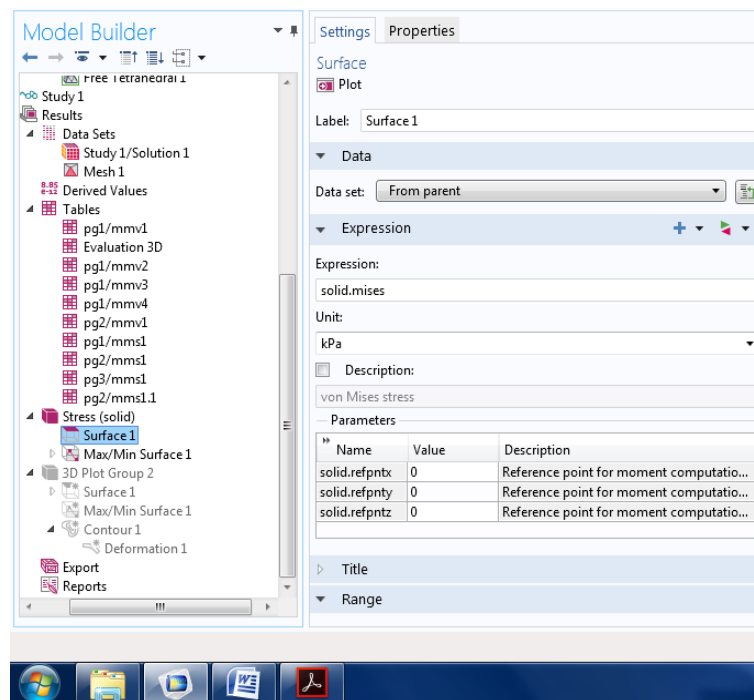 Model Builder
Free Tetrahedral 1
Study 1
Results
Data Sets
Study 1/Solution 1
Mesh 1
8.85
e-12 Derived Values
Tables
pg1/mmv1
Evaluation 3D
pg1/mmv2
pg1/mmv3
pg1/mmv4
pg2/mmv1
pg1/mms1
pg2/mms1
pg3/mms1
pg2/mms1.1
Stress (solid)
Surface 1
Max/Min Surface 1
3D Plot Group 2
Surface 1
Max/Min Surface 1
Contour 1
Deformation 1
Export
Reports
Settings Properties
Surface
Plot
Label: Surface 1
Data
Data set: From parent
Expression
Expression:
solid.mises
Unit:
kPa
Description:
von Mises stress
Parameters
Name Value Description
solid.refpntx 0 Reference point for moment computatio...
solid.refpnty 0 Reference point for moment computatio...
solid.refpntz 0 Reference point for moment computatio...
Title
Range
W